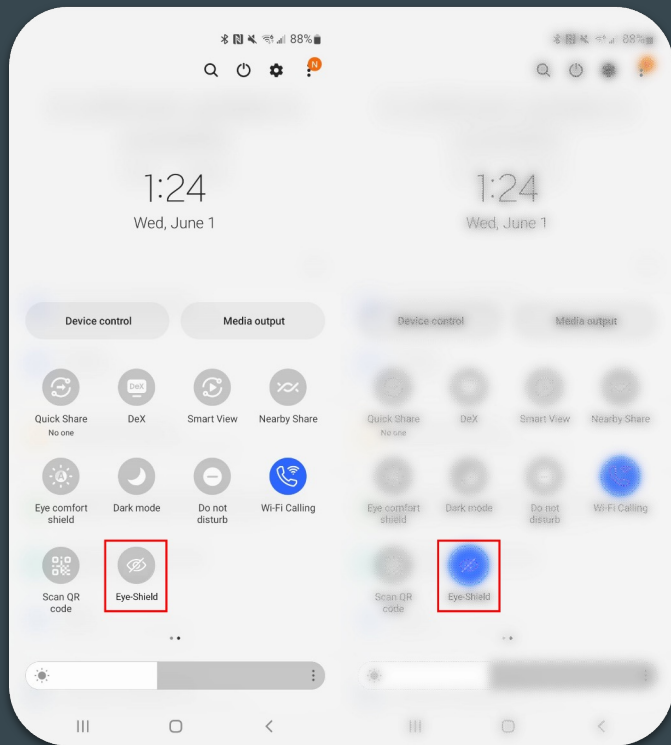 88%
N
1:24
Wed, June 1
Device control
Media output
DeX
Quick Share
No one
DeX
Smart View
Nearby Share
A
Eye comfort
shield
Dark mode
Do not
disturb
Wi-Fi Calling
Scan QR
code
Eye-Shield
88%
1:24
Wed, June 1
Device control
Media output
Quick Share
No one
DeX
Smart View
Nearby Share
Eye comfort
shield
Dark mode
Do not
disturb
Wi-Fi Calling
Scan QR
code
Eye-Shield